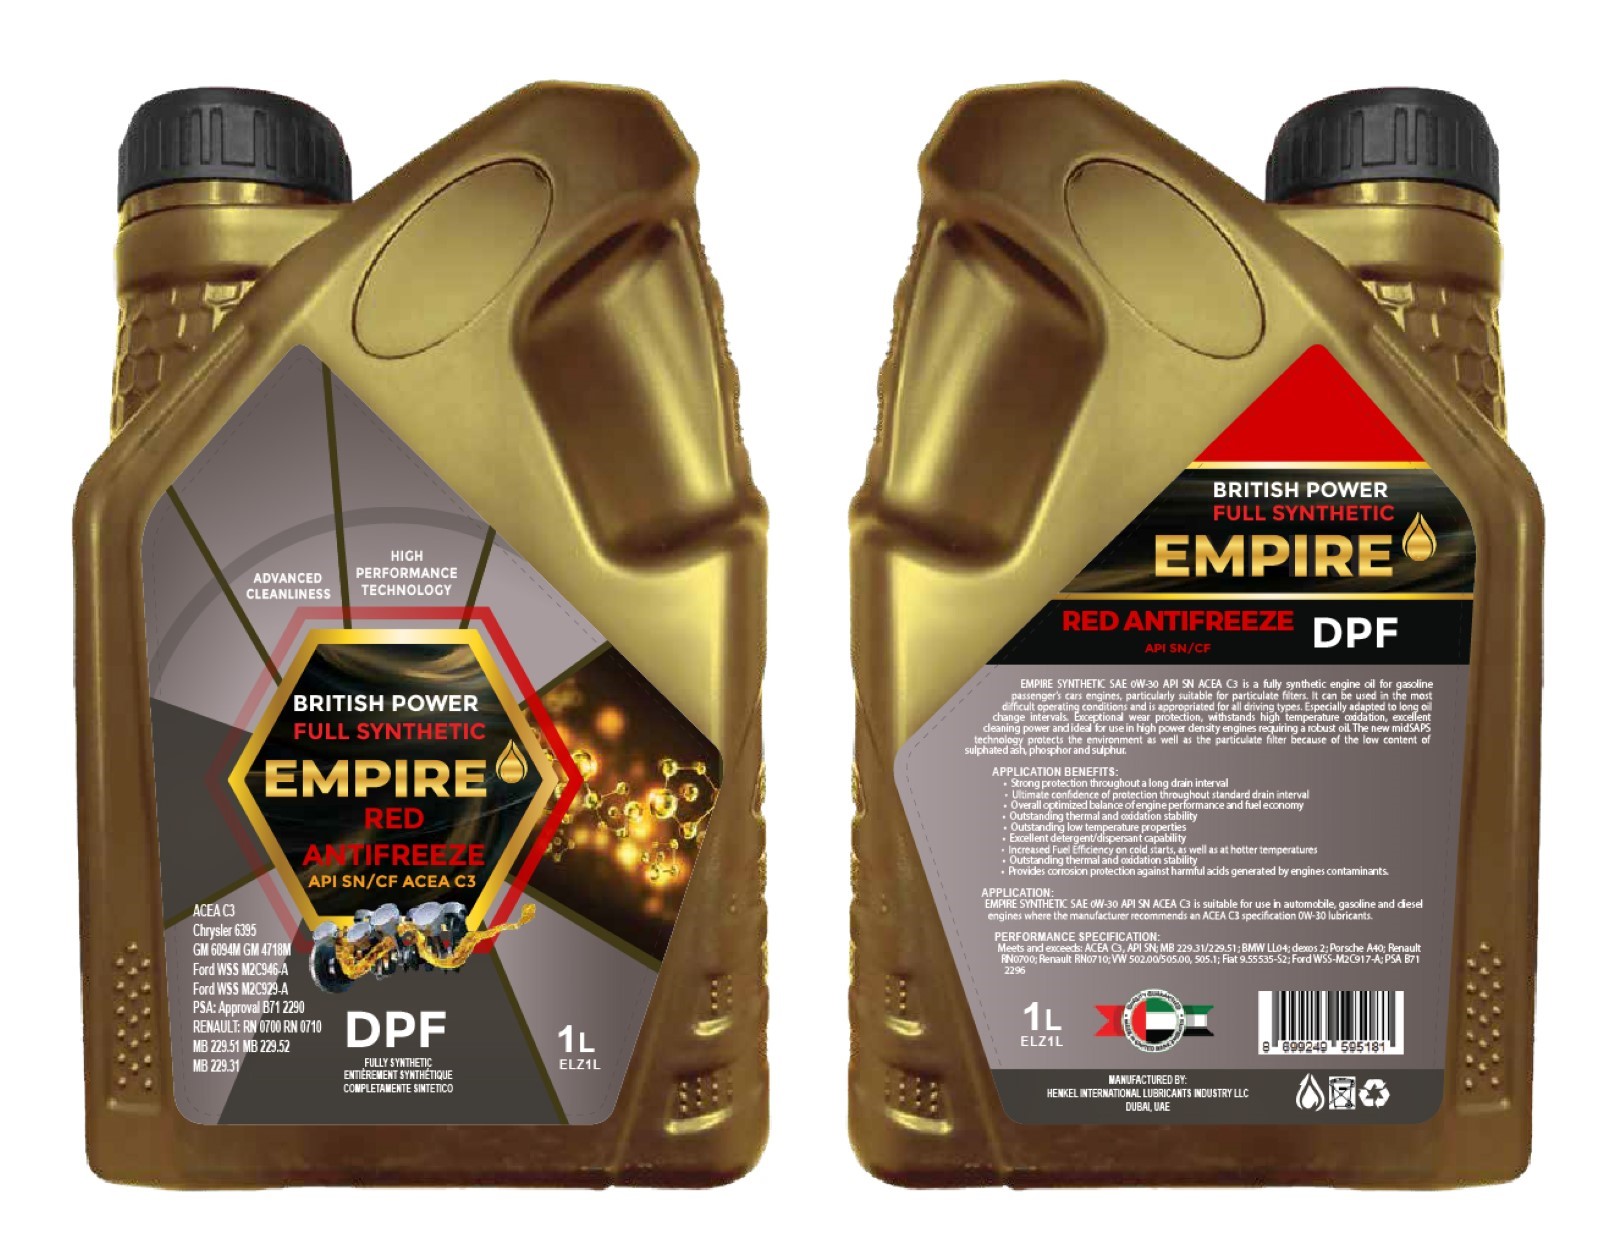 ADVANCED
CLEANLINESS
HIGH
PERFORMANCE
TECHNOLOGY
BRITISH POWER
FULL SYNTHETIC
EMPIRE
RED
ANTIFREEZE
API SN/CF ACEA C3
ACEA C3
Chrysler 6395
GM 6094M GM 4718M
Ford WSS M2C946-A
Ford WSS M2C929-A
PSA: Approval B71 2290
RENAULT: RN 0700 RN 0710
MB 229.51 MB 229.52
MB 229.31
DPF
FULLY SYNTHETIC
ENTIÈREMENT SYNTHÉTIQUE
COMPLETAMENTE SINTETICO
1L
ELZ1L
BRITISH POWER
FULL SYNTHETIC
EMPIRE
RED ANTIFREEZE
API SN/CF
DPF
EMPIRE SYNTHETIC SAE 0W-30 API SN ACEA C3 is a fully synthetic engine oil for gasoline
passenger's cars engines, particularly suitable for particulate filters. It can be used in the most
difficult operating conditions and is appropriated for all driving types. Especially adapted to long oil
change intervals. Exceptional wear protection, withstands high temperature oxidation, excellent
cleaning power and ideal for use in high power density engines requiring a robust oil. The new midSAPS
technology protects the environment as well as the particulate filter because of the low content of
sulphated ash, phosphor and sulphur.
APPLICATION BENEFITS:
• Strong protection throughout a long drain interval
• Ultimate confidence of protection throughout standard drain interval
• Overall optimized balance of engine performance and fuel economy
• Outstanding thermal and oxidation stability
• Outstanding low temperature properties
• Excellent detergent/dispersant capability
• Increased Fuel Efficiency on cold starts, as well as at hotter temperatures
• Outstanding thermal and oxidation stability
• Provides corrosion protection against harmful acids generated by engines contaminants.
APPLICATION:
EMPIRE SYNTHETIC SAE 0W-30 API SN ACEA C3 is suitable for use in automobile, gasoline and diesel
engines where the manufacturer recommends an ACEA C3 specification 0W-30 lubricants.
PERFORMANCE SPECIFICATION:
Meets and exceeds: ACEA C3, API SN; MB 229.31/229.51; BMW LL04; dexos 2; Porsche A40; Renault
RN0700; Renault RN0710; VW 502.00/505.00, 505.1; Fiat 9.55535-S2; Ford WSS-M2C917-A; PSA B71
2296
1L
ELZ1L
8 699249 595181
MANUFACTURED BY:
HENKEL INTERNATIONAL LUBRICANTS INDUSTRY LLC
DUBAI, UAE